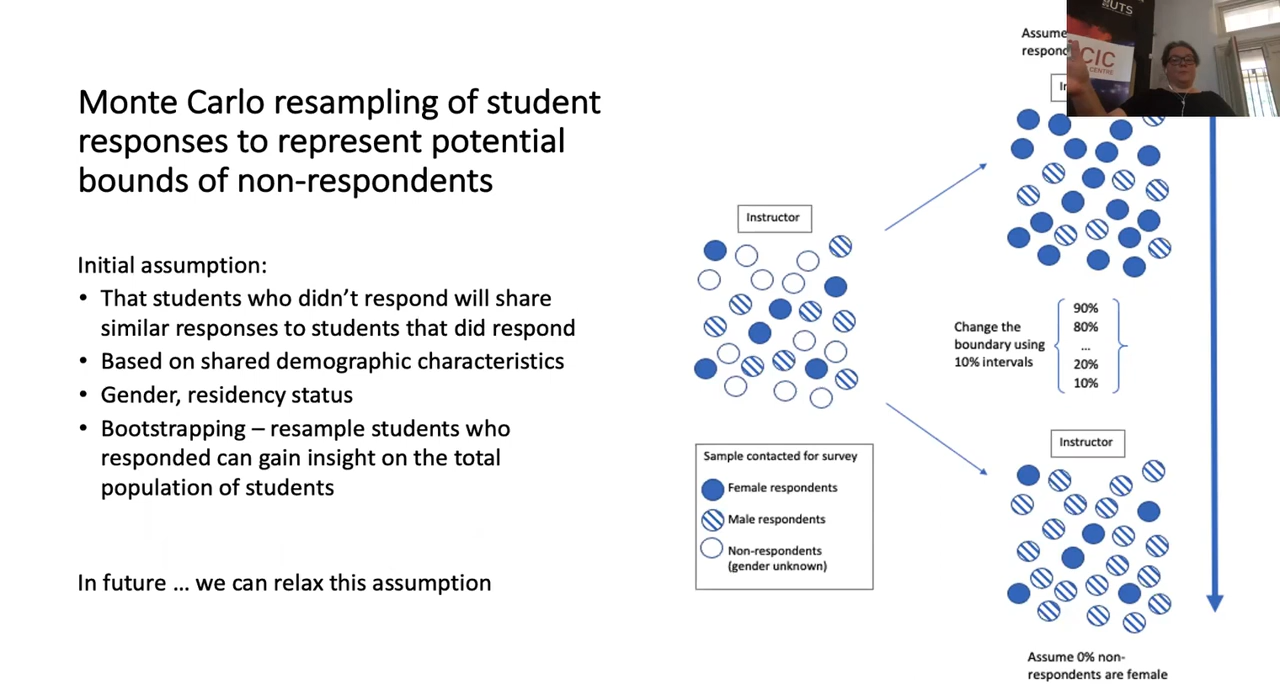 Monte Carlo resampling of student
responses to represent potential
bounds of non-respondents
Initial assumption:
• That students who didn’t respond will share
similar responses to students that did respond
• Based on shared demographic characteristics
• Gender, residency status
• Bootstrapping – resample students who
responded can gain insight on the total
population of students
In future … we can relax this assumption
Instructor
Sample contacted for survey
Female respondents
Male respondents
Non-respondents
(gender unknown)
Assume
UTS
CIC
CENTRE
Change the
boundary using
10% intervals
90%
80%
...
20%
10%
Instructor
Assume 0% non-
respondents are female